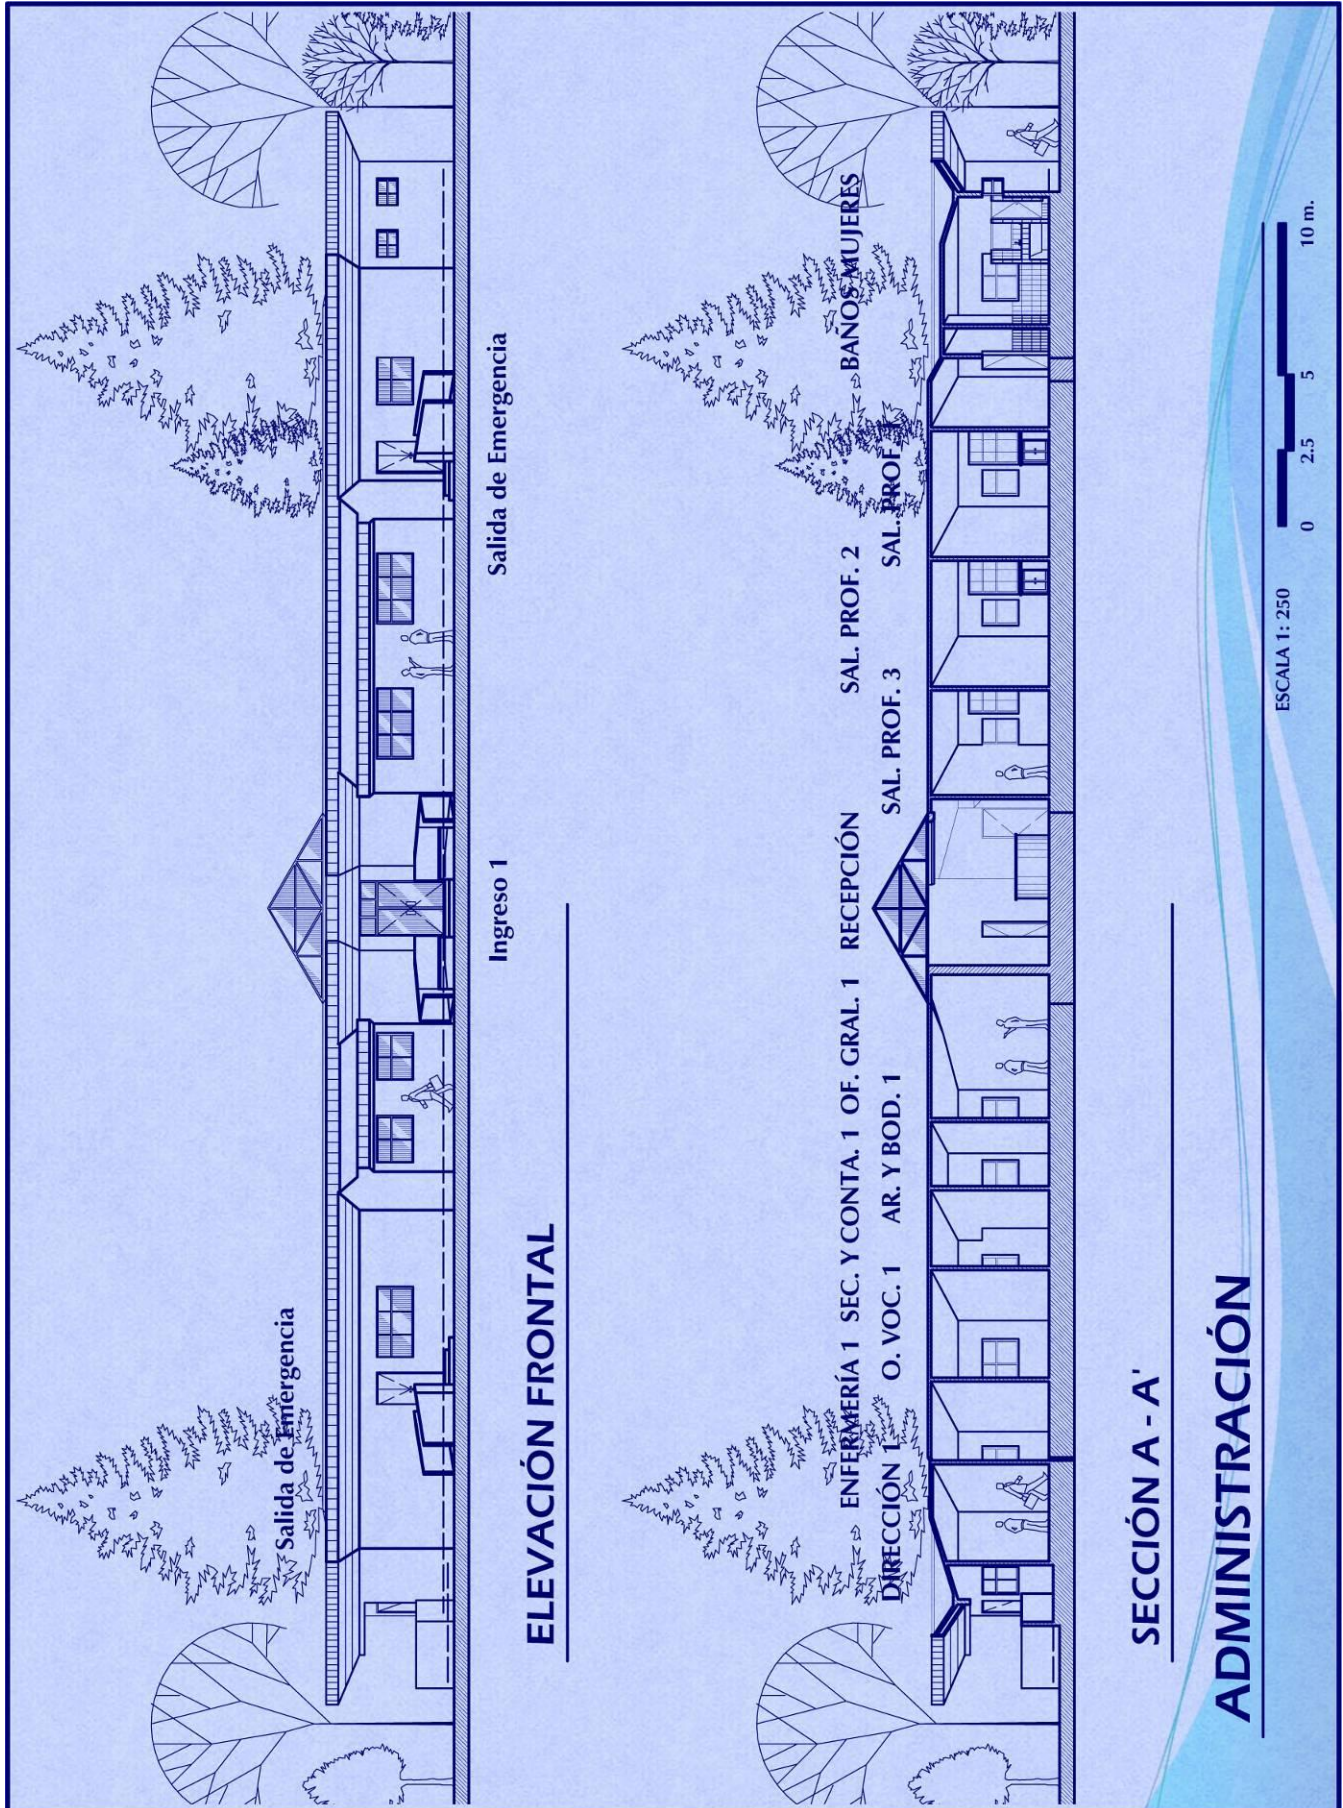 Salida de Emergencia
Ingreso 1
Salida de Emergencia
ELEVACIÓN FRONTAL
ENFERMERÍA 1 SEC. Y CONTA. 1 OF. GRAL. 1 RECEPCIÓN SAL. PROF. 2 BAÑOS MUJERES
DIRECCIÓN 1 O. VOC. 1 AR. Y BOD. 1 SAL. PROF. 3 SAL. PROF. 1
SECCIÓN A - A'
ADMINISTRACIÓN
ESCALA 1: 250
0 2.5 5 10 m.